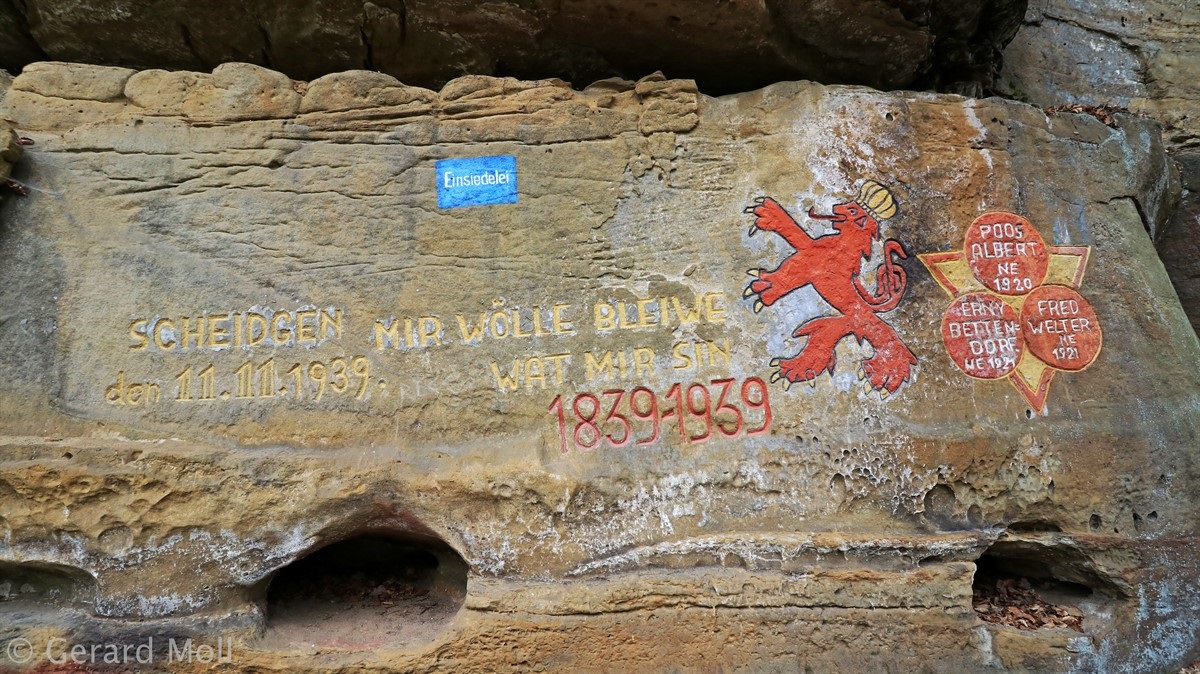 Einsiedelei
SCHEIDGEN
den 11.11.1939.
MIR WÖLLE BLEIWE
WAT MIR SIN
1839-1939
POOS
ALBERT
NE
1920
ERNY
BETTEN-
DORF.
NE 1921
FRED
WELTER
NE
1921
© Gerard Moll